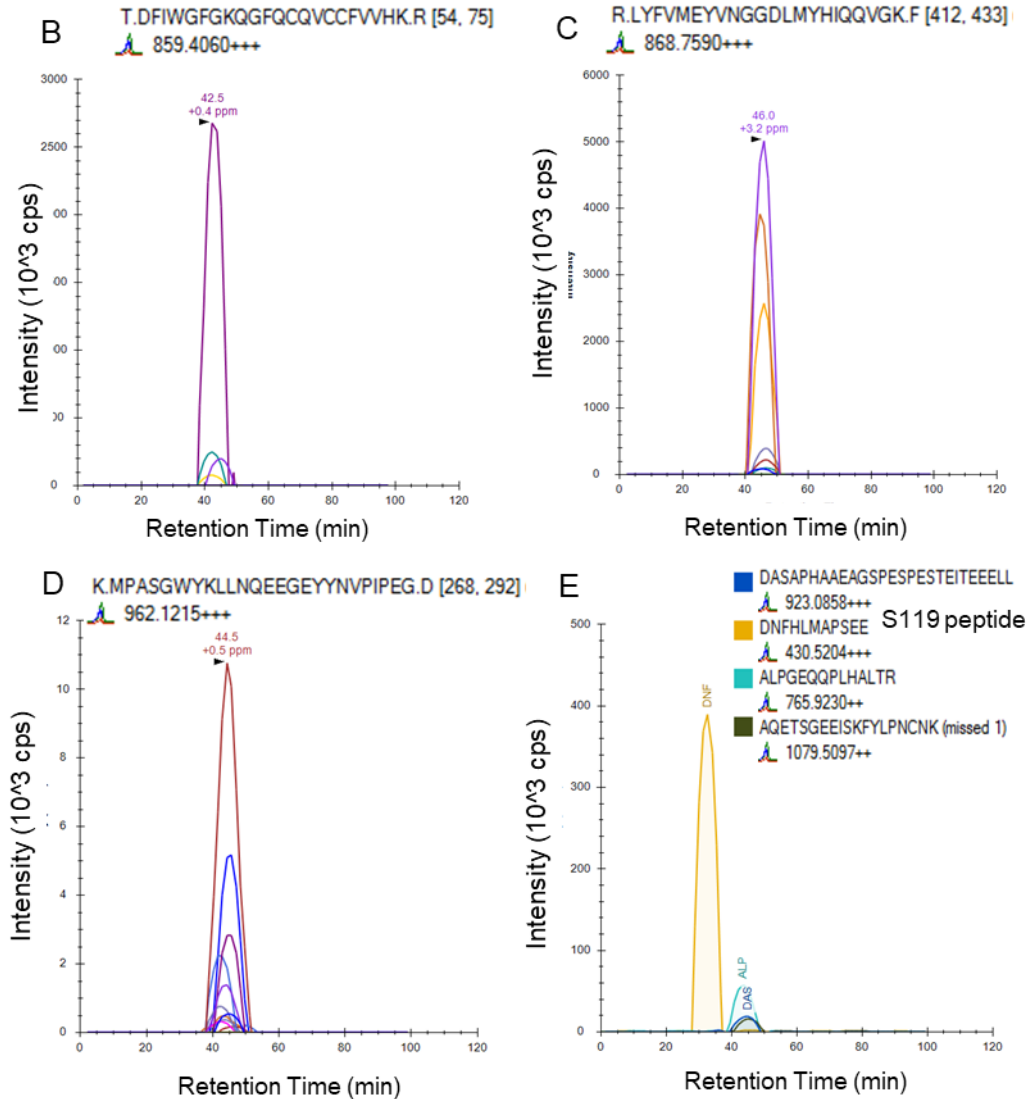 B
T.DFIWGFGKQGFQCQVCCFVVHK.R [54, 75]
859.4060+++
42.5
+0.4 ppm
3000
2500
00
00
00
00
0
0
20
40
60
80
100
120
Intensity (10^3 cps)
Retention Time (min)
C
R.LYFVMEYVNGGDLMYHIQQVGK.F [412, 433]
868.7590+++
46.0
+3.2 ppm
6000
5000
4000
3000
2000
1000
0
0
20
40
60
80
100
120
Intensity (10^3 cps)
Retention Time (min)
D
K.MPASGWYKLLNQEEGEYYNVPIPEG.D [268, 292]
962.1215+++
44.5
+0.5 ppm
12
10
8
6
4
2
0
0
20
40
60
80
100
120
Intensity (10^3 cps)
Retention Time (min)
E
DASAPHAAEAGSPESPESTEITEEELL
923.0858+++
S119 peptide
DNFHLMAPSEE
430.5204+++
ALPGEQQPLHALTR
765.9230++
AQETSGEEISKFYLPNCNK (missed 1)
1079.5097++
DNF
ALP
DAS
500
400
300
200
100
0
0
20
40
60
80
100
120
Intensity (10^3 cps)
Retention Time (min)